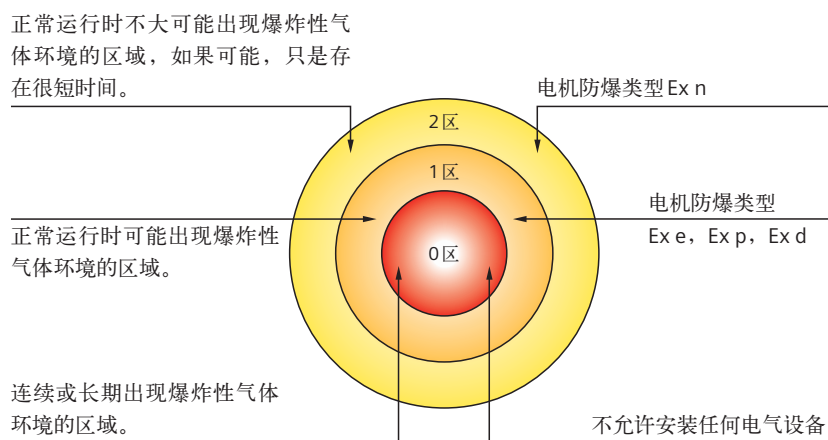 正常运行时不大可能出现爆炸性气
体环境的区域，如果可能，只是存
在很短时间。
电机防爆类型Ex n
2区
1区
电机防爆类型
Ex e，Ex p，Ex d
正常运行时可能出现爆炸性
气体环境的区域。
0区
连续或长期出现爆炸性气体
环境的区域。
不允许安装任何电气设备